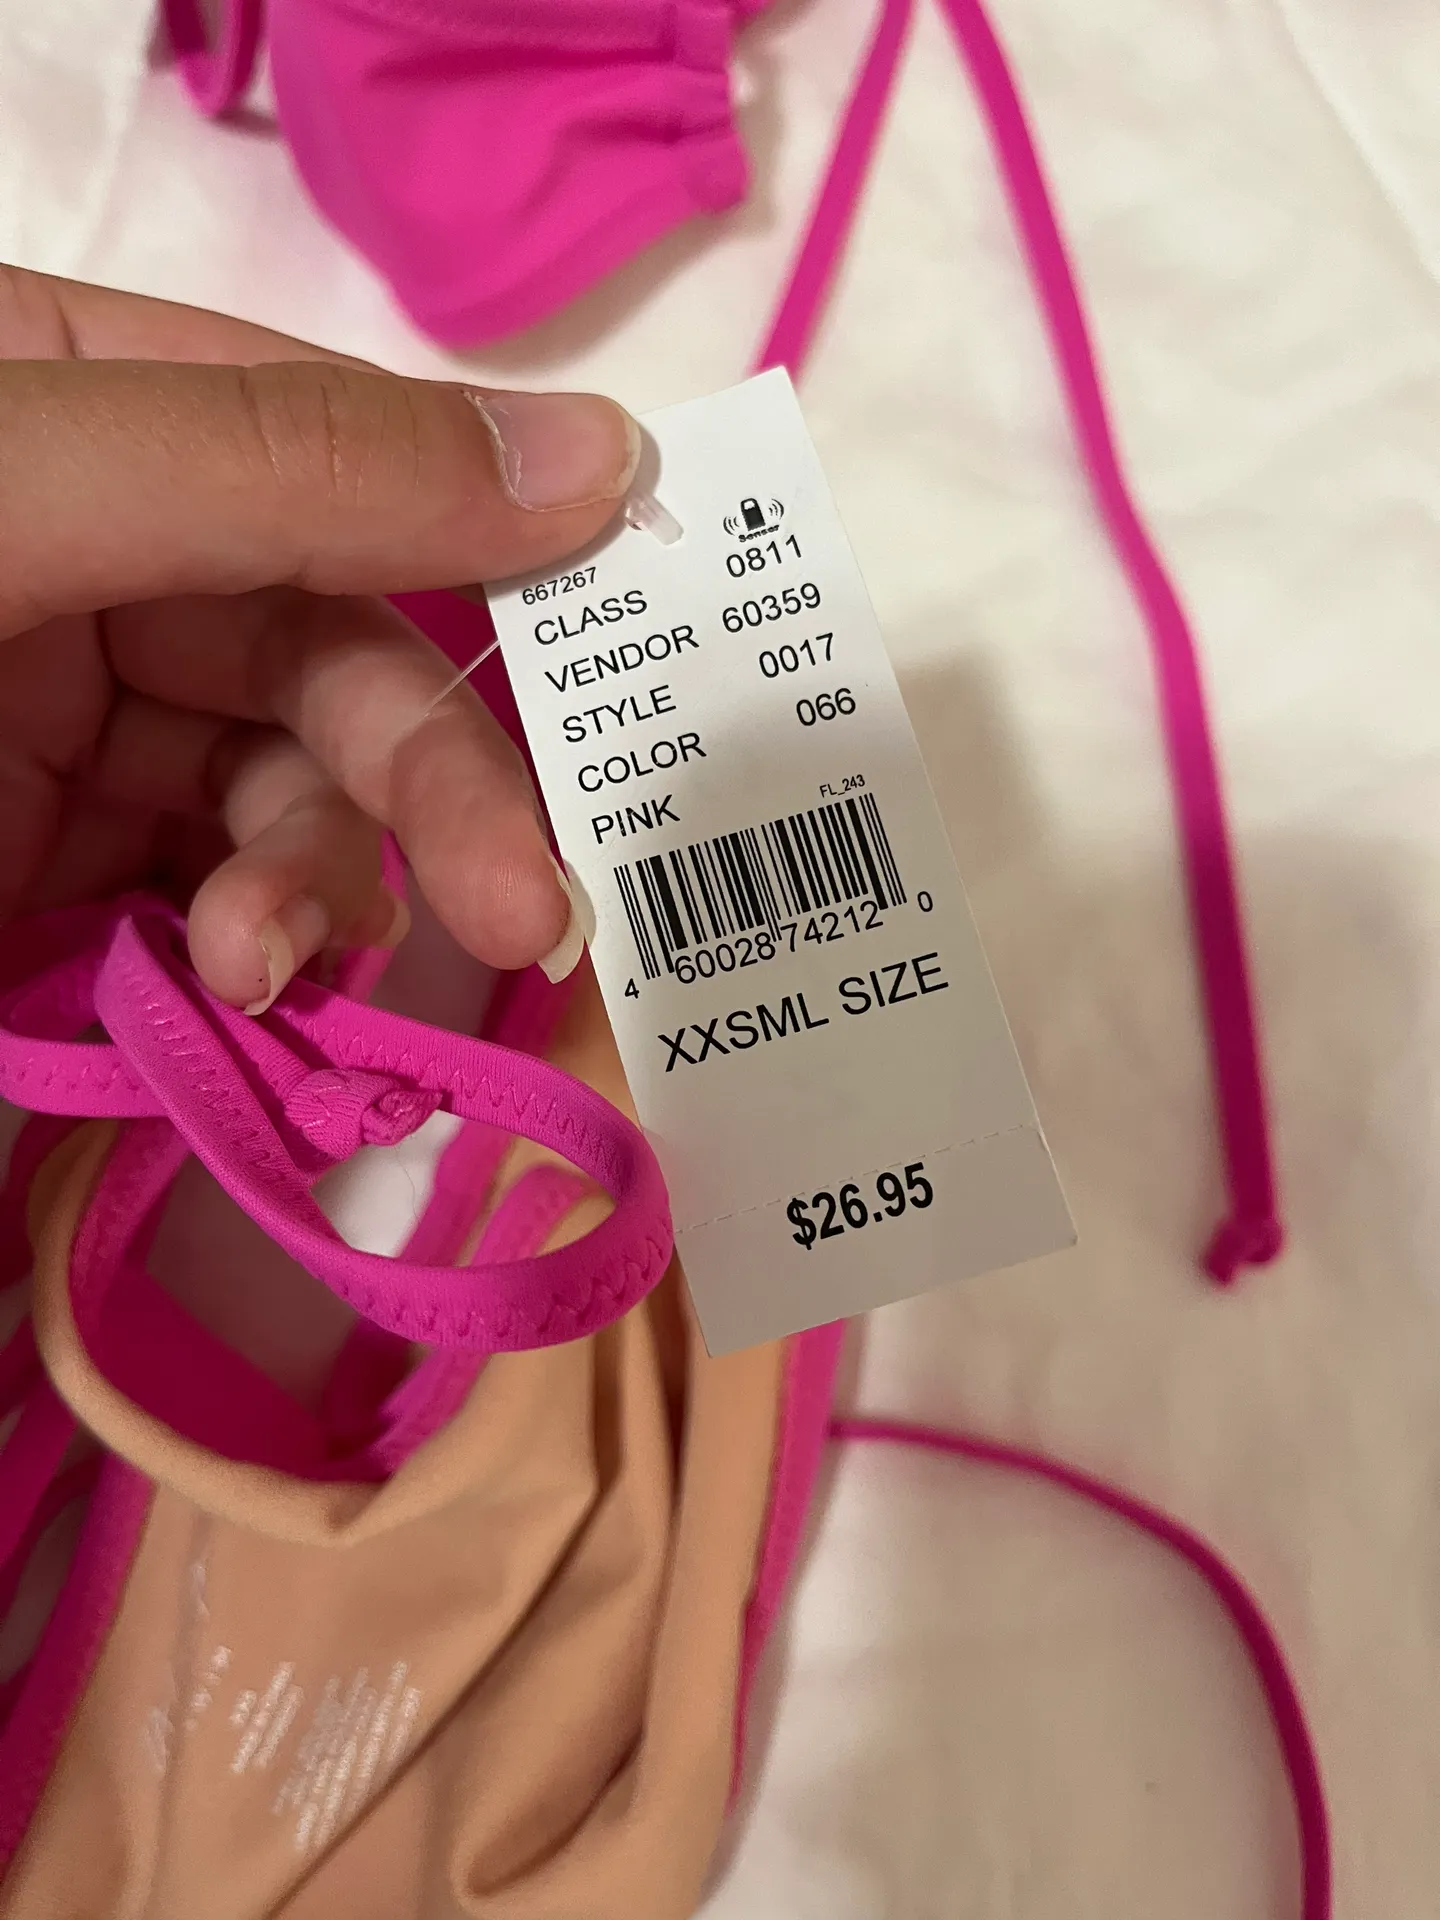 Sensor
667267
CLASS 0811
VENDOR 60359
STYLE 0017
COLOR 066
PINK
FL_243
4 60028 74212 0
XXSML SIZE
$26.95